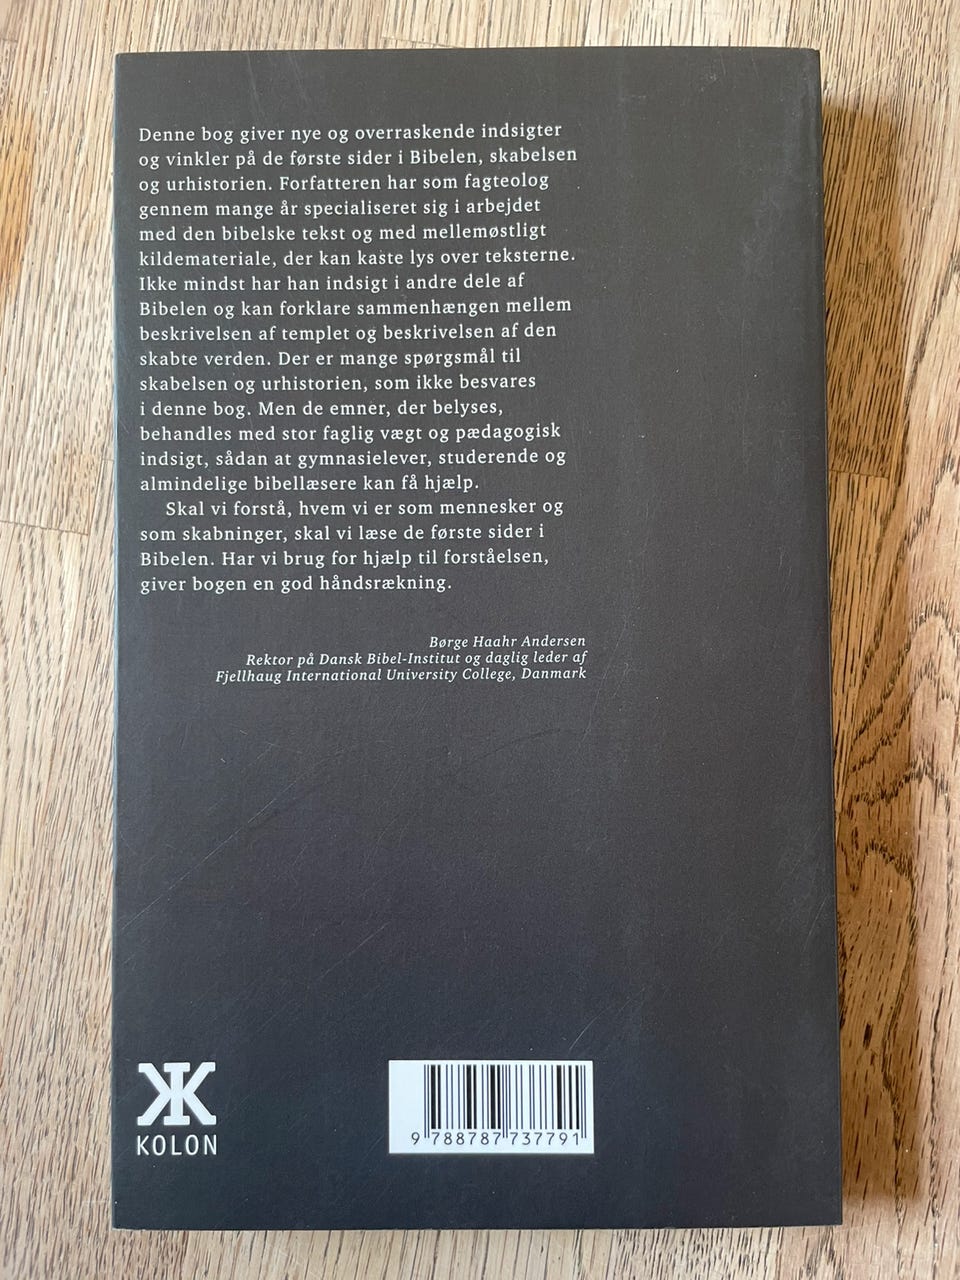 Denne bog giver nye og overraskende indsigter
og vinkler på de første sider i Bibelen, skabelsen
og urhistorien. Forfatteren har som fagteolog
gennem mange år specialiseret sig i arbejdet
med den bibelske tekst og med mellemøstligt
kildemateriale, der kan kaste lys over teksterne.
Ikke mindst har han indsigt i andre dele af
Bibelen og kan forklare sammenhængen mellem
beskrivelsen af templet og beskrivelsen af den
skabte verden. Der er mange spørgsmål til
skabelsen og urhistorien, som ikke besvares
i denne bog. Men de emner, der belyses,
behandles med stor faglig vægt og pædagogisk
indsigt, sådan at gymnasielever, studerende og
almindelige bibellæsere kan få hjælp.
Skal vi forstå, hvem vi er som mennesker og
som skabninger, skal vi læse de første sider i
Bibelen. Har vi brug for hjælp til forståelsen,
giver bogen en god håndsrækning.
Børge Haahr Andersen
Rektor på Dansk Bibel-Institut og daglig leder af
Fjellhaug International University College, Danmark
K
KOLON
9 788787 737791